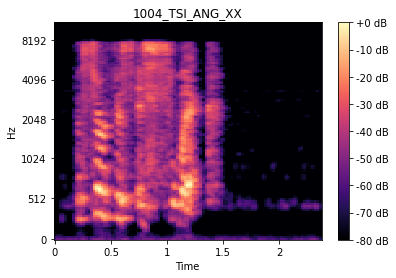 1004_TSI_ANG_XX
Hz
8192
4096
2048
1024
512
0
0
0.5
1
1.5
2
Time
+0 dB
-10 dB
-20 dB
-30 dB
-40 dB
-50 dB
-60 dB
-70 dB
-80 dB